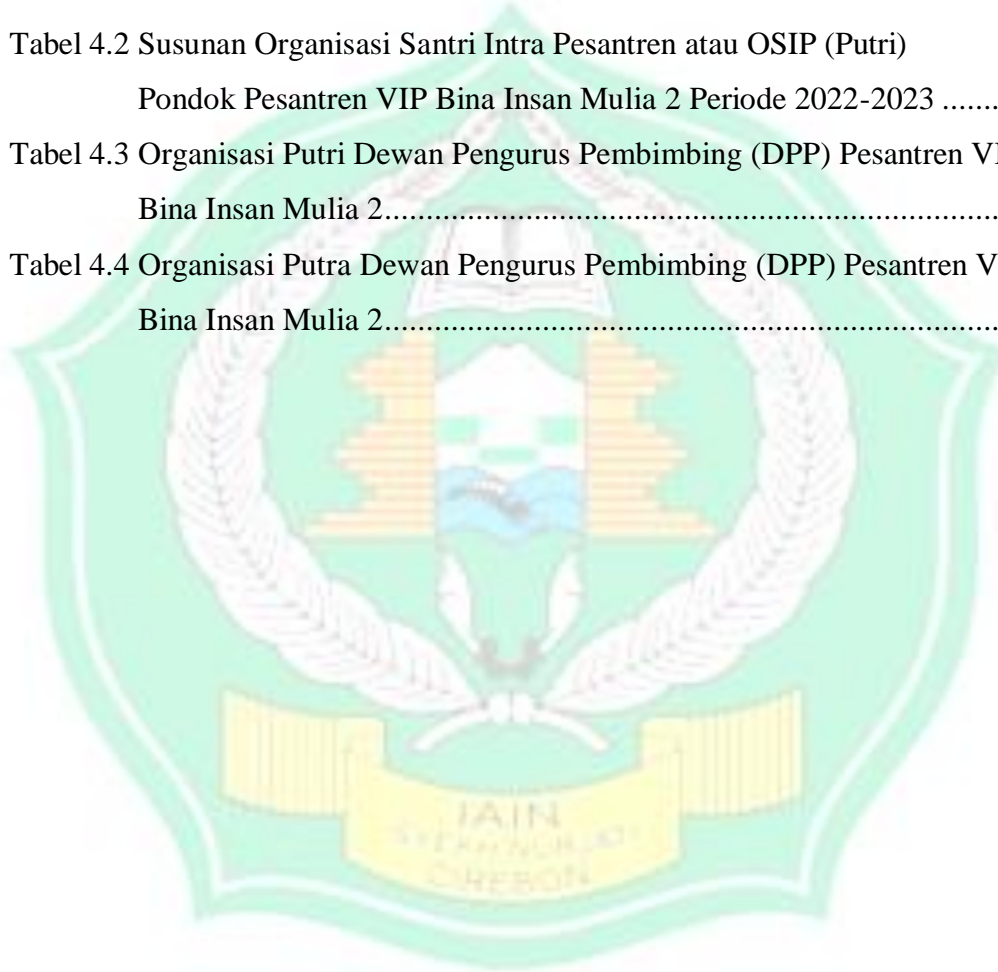 Tabel 4.2 Susunan Organisasi Santri Intra Pesantren atau OSIP (Putri)
Pondok Pesantren VIP Bina Insan Mulia 2 Periode 2022-2023 .......
Tabel 4.3 Organisasi Putri Dewan Pengurus Pembimbing (DPP) Pesantren VI
Bina Insan Mulia 2..........................................................................
Tabel 4.4 Organisasi Putra Dewan Pengurus Pembimbing (DPP) Pesantren V
Bina Insan Mulia 2..........................................................................
IAIN
CIREBON